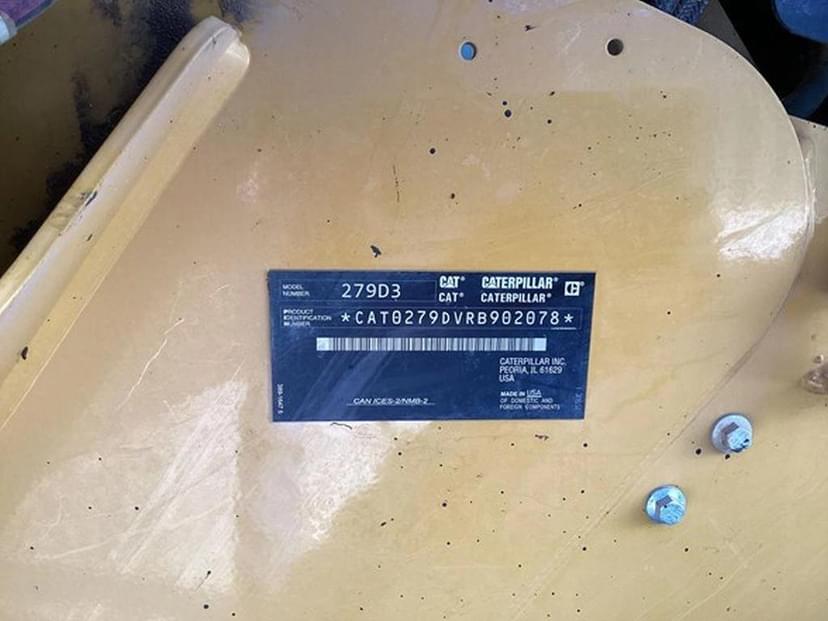 MODEL NUMBER 279D3
CAT® CATERPILLAR®
CAT® CATERPILLAR®
PRODUCT IDENTIFICATION NUMBER *CAT0279DVRB902078*
CATERPILLAR INC.
PEORIA, IL 61629
USA
CAN ICES-2/NMB-2
MADE IN USA
OF DOMESTIC AND
FOREIGN COMPONENTS